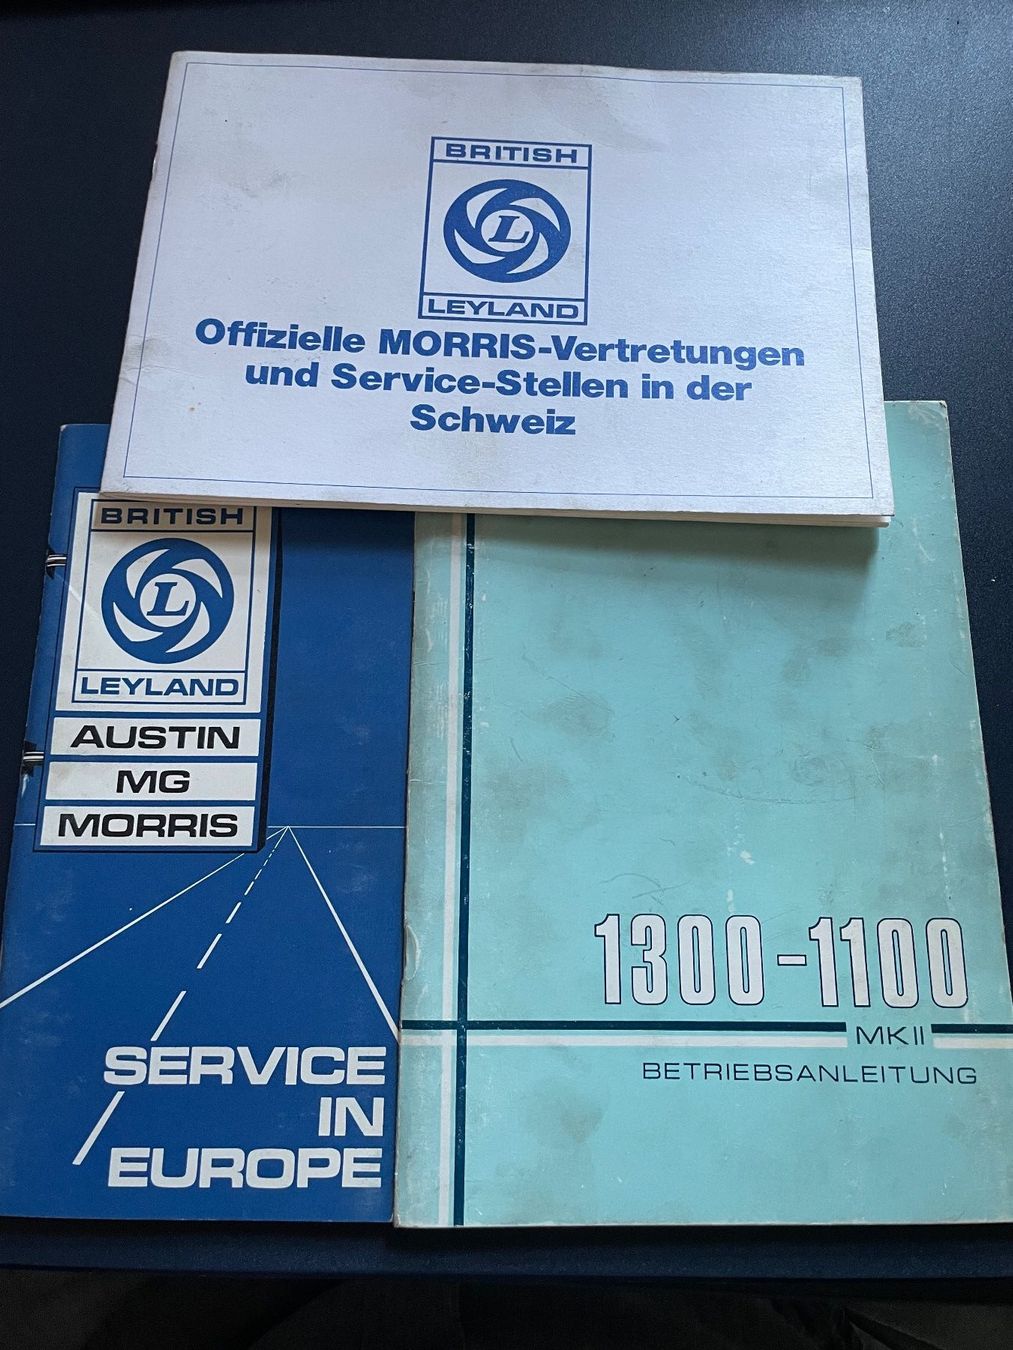 BRITISH
L
LEYLAND
Offizielle MORRIS-Vertretungen
und Service-Stellen in der
Schweiz
BRITISH
L
LEYLAND
AUSTIN
MG
MORRIS
SERVICE
IN
EUROPE
1300-1100
MKII
BETRIEBSANLEITUNG